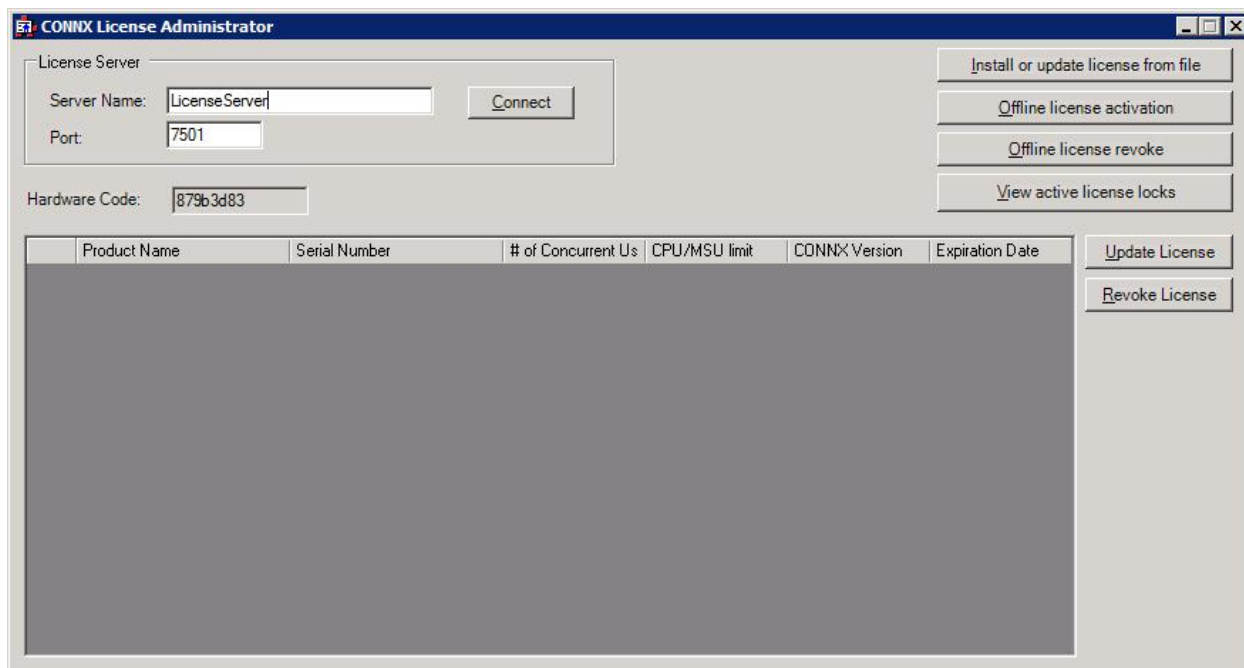 CONNX License Administrator
License Server
Server Name: LicenseServer
Connect
Port: 7501
Hardware Code: 879b3d83
Install or update license from file
Offline license activation
Offline license revoke
View active license locks
Product Name Serial Number # of Concurrent Us CPU/MSU limit CONNX Version Expiration Date
Update License
Revoke License